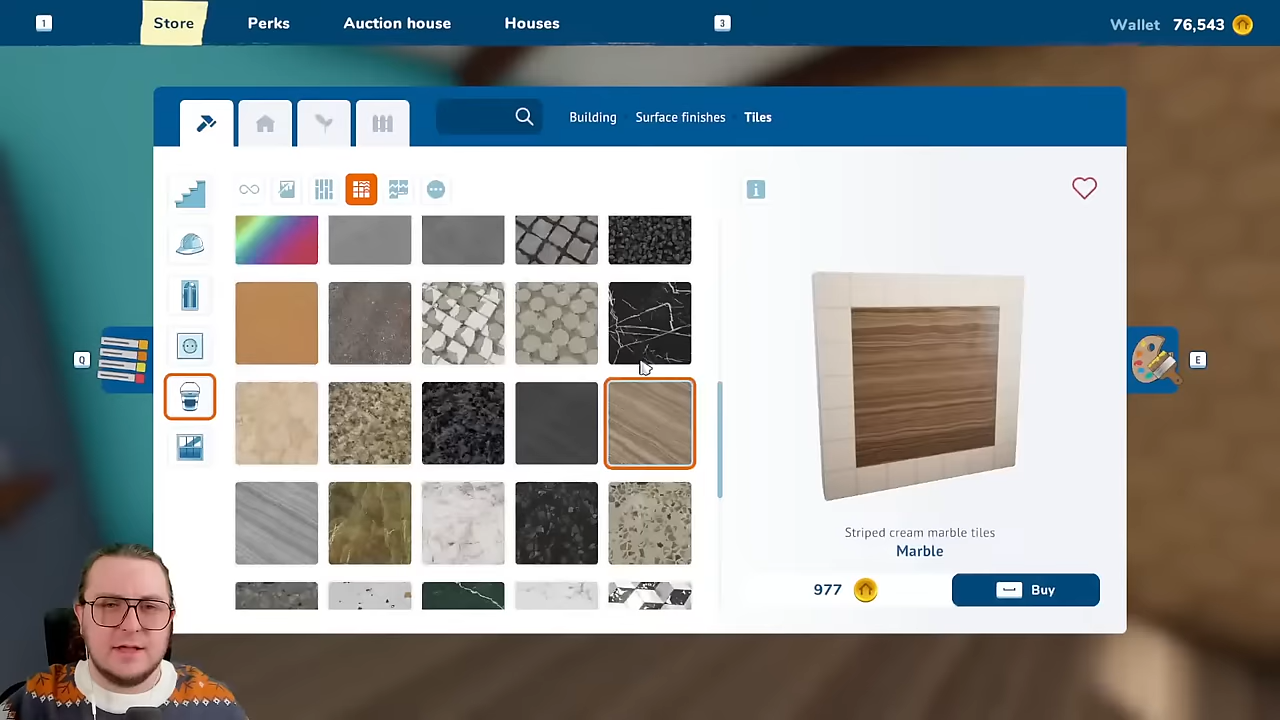 1
Store
Perks
Auction house
Houses
3
Wallet 76,543
Building
Surface finishes
Tiles
i
Q
E
Striped cream marble tiles
Marble
977
Buy